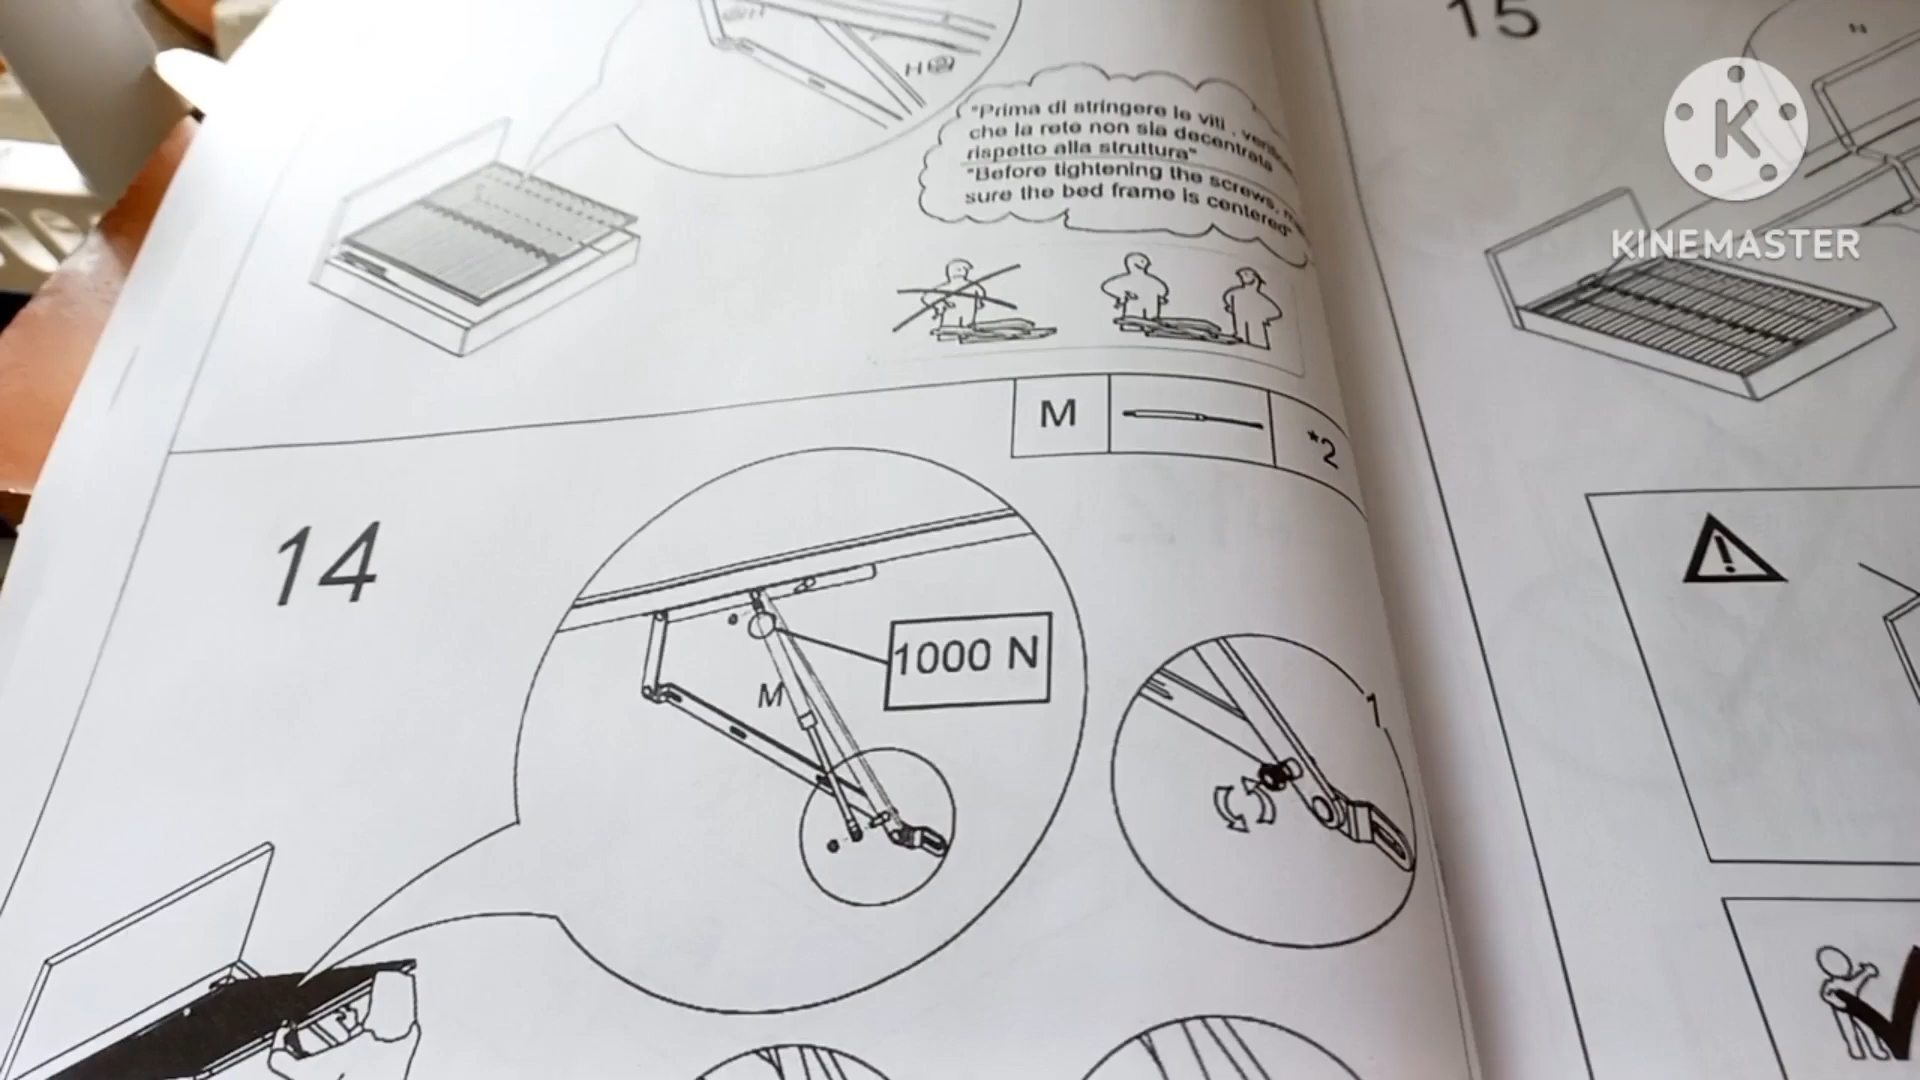 15
H
"Prima di stringere le viti ,
che la rete non sia decentrata
rispetto alla struttura"
"Before tightening the screws,
sure the bed frame is centered"
K
KINEMASTER
M
*2
14
1000 N
M
1